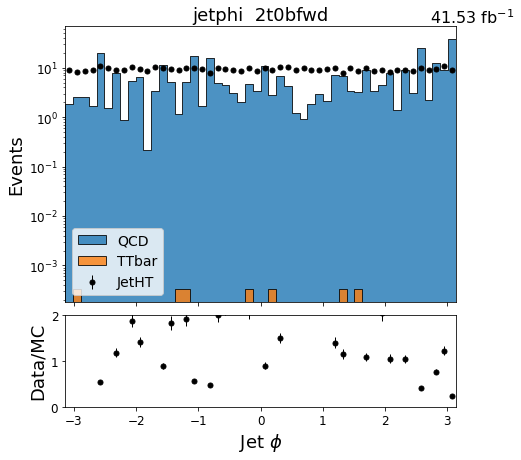 jetphi 2t0bfwd
41.53 fb⁻¹
Events
10¹
10⁰
10⁻¹
10⁻²
10⁻³
QCD
TTbar
JetHT
Data/MC
2
1
0
−3 −2 −1 0 1 2 3
Jet ϕ